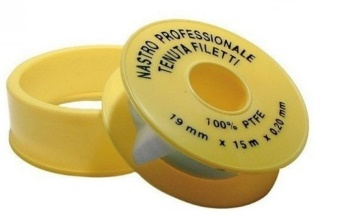 NASTRO PROFESSIONALE
TENUTA FILETTI
100% PTFE
19 mm x 15 m x 0,20 mm